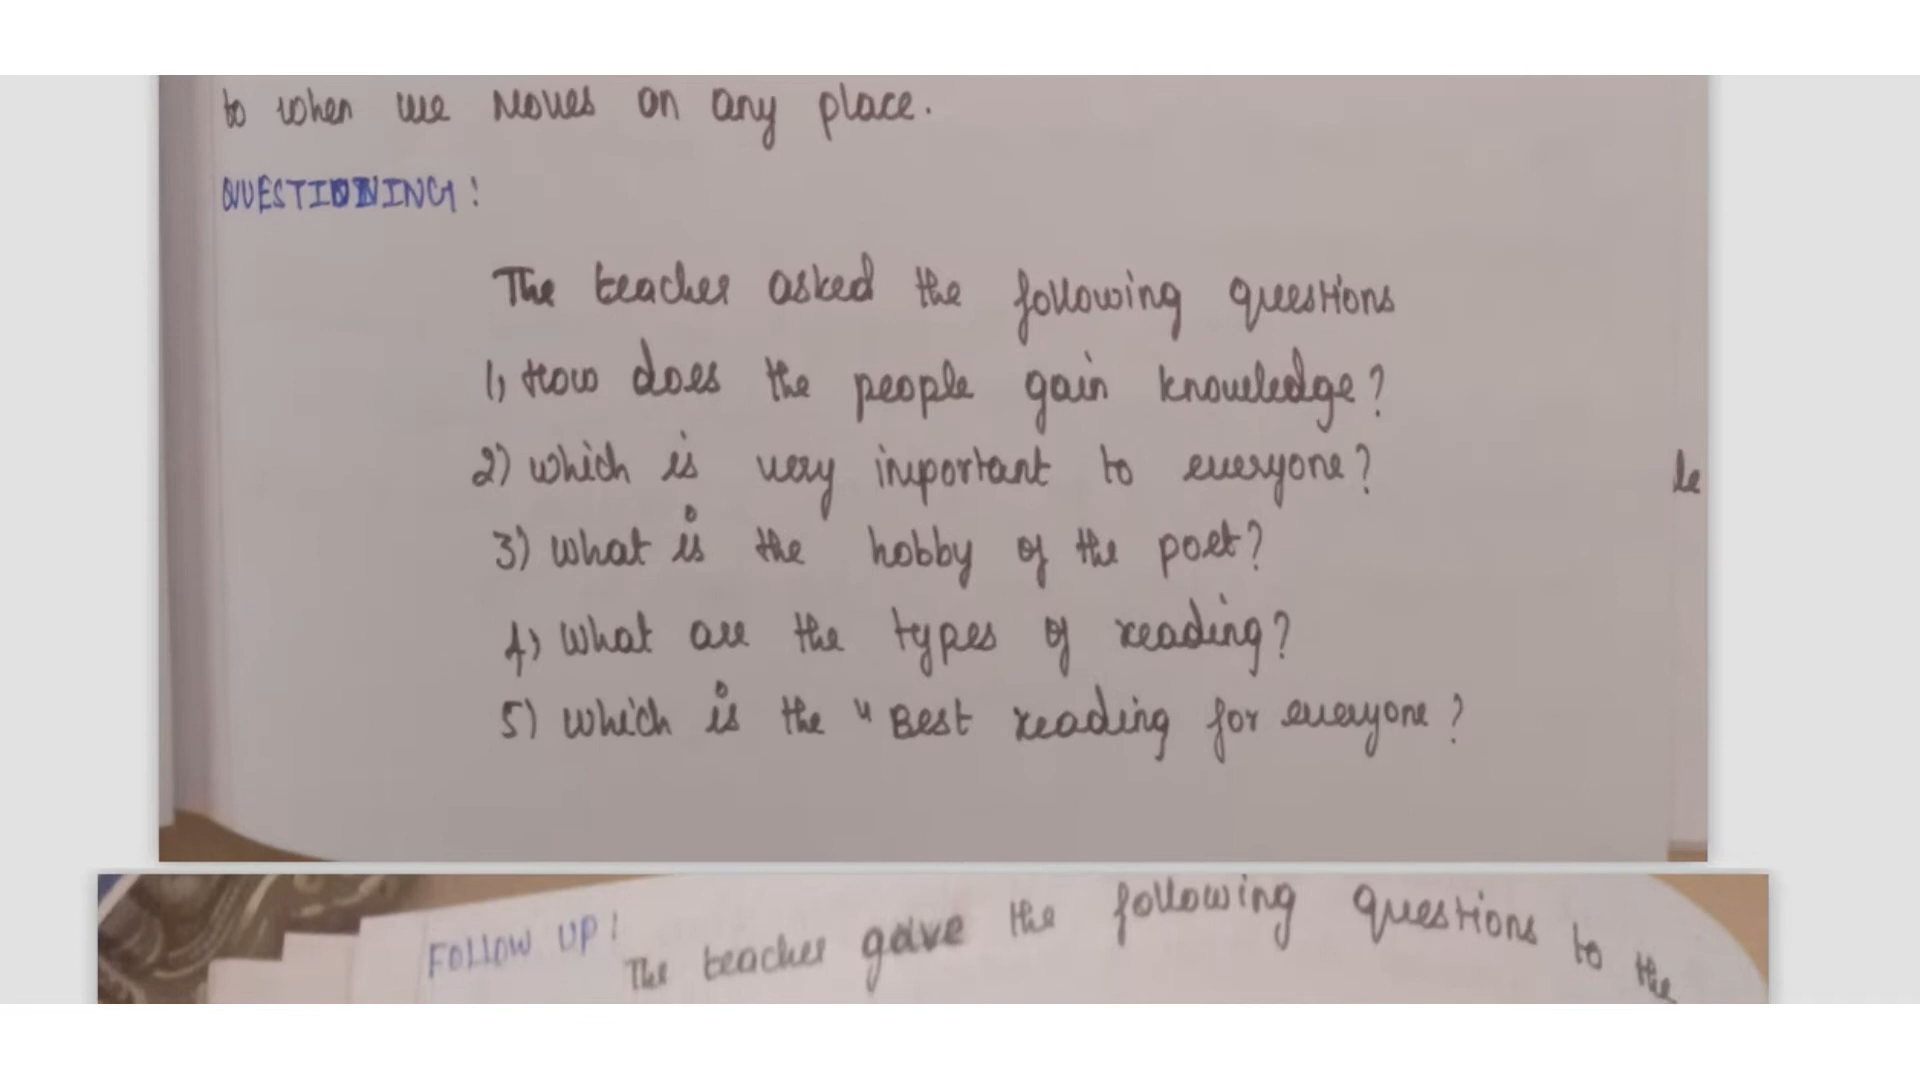 to when we moves on any place.
QUESTIONING:
The teacher asked the following questions
1) How does the people gain knowledge?
2) which is very important to everyone?
le
3) what is the hobby of the poet?
4) what are the types of reading?
5) which is the "Best reading for everyone?
FOLLOW UP:
The teacher gave the following questions to the